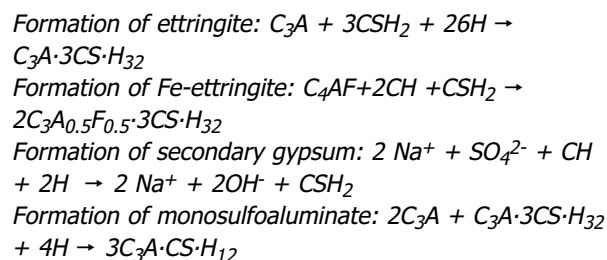 Formation of ettringite: C₃A + 3CSH₂ + 26H →
C₃A·3CS·H₃₂
Formation of Fe-ettringite: C₄AF+2CH +CSH₂ →
2C₃A₀.₅F₀.₅·3CS·H₃₂
Formation of secondary gypsum: 2 Na⁺ + SO₄²⁻ + CH
+ 2H → 2 Na⁺ + 2OH⁻ + CSH₂
Formation of monosulfoaluminate: 2C₃A + C₃A·3CS·H₃₂
+ 4H → 3C₃A·CS·H₁₂